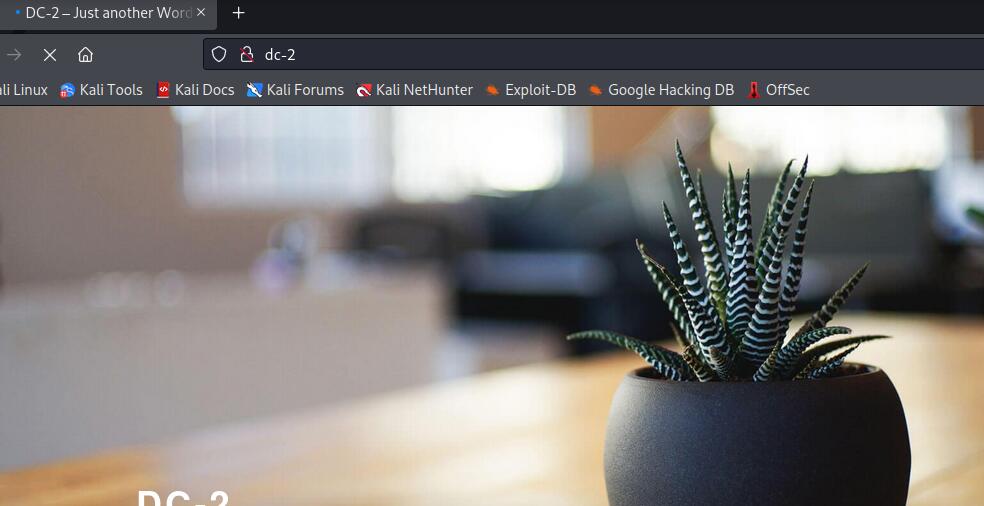 DC-2 – Just another Word
dc-2
ali Linux Kali Tools Kali Docs Kali Forums Kali NetHunter Exploit-DB Google Hacking DB OffSec
DC-2